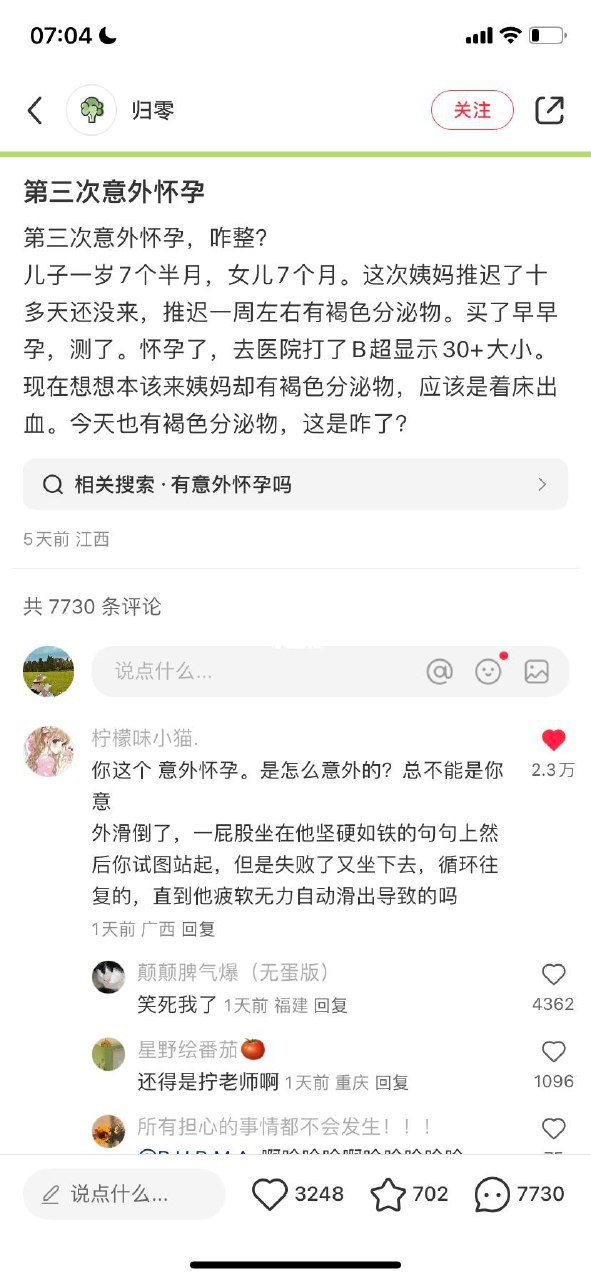 07:04
归零
关注
第三次意外怀孕
第三次意外怀孕，咋整？
儿子一岁7个半月，女儿7个月。这次姨妈推迟了十
多天还没来，推迟一周左右有褐色分泌物。买了早早
孕，测了。怀孕了，去医院打了B超显示30+大小。
现在想想本该来姨妈却有褐色分泌物，应该是着床出
血。今天也有褐色分泌物，这是咋了？
相关搜索·有意外怀孕吗
5天前 江西
共 7730 条评论
说点什么...
柠檬味小猫.
你这个 意外怀孕。是怎么意外的？总不能是你
意
外滑倒了，一屁股坐在他坚硬如铁的句句上然
后你试图站起，但是失败了又坐下去，循环往
复的，直到他疲软无力自动滑出导致的吗
2.3万
1天前 广西 回复
颠颠脾气爆（无蛋版）
笑死我了 1天前 福建 回复
4362
星野绘番茄🍅
还得是拧老师啊 1天前 重庆 回复
1096
所有担心的事情都不会发生！！！
说点什么...
3248
702
7730